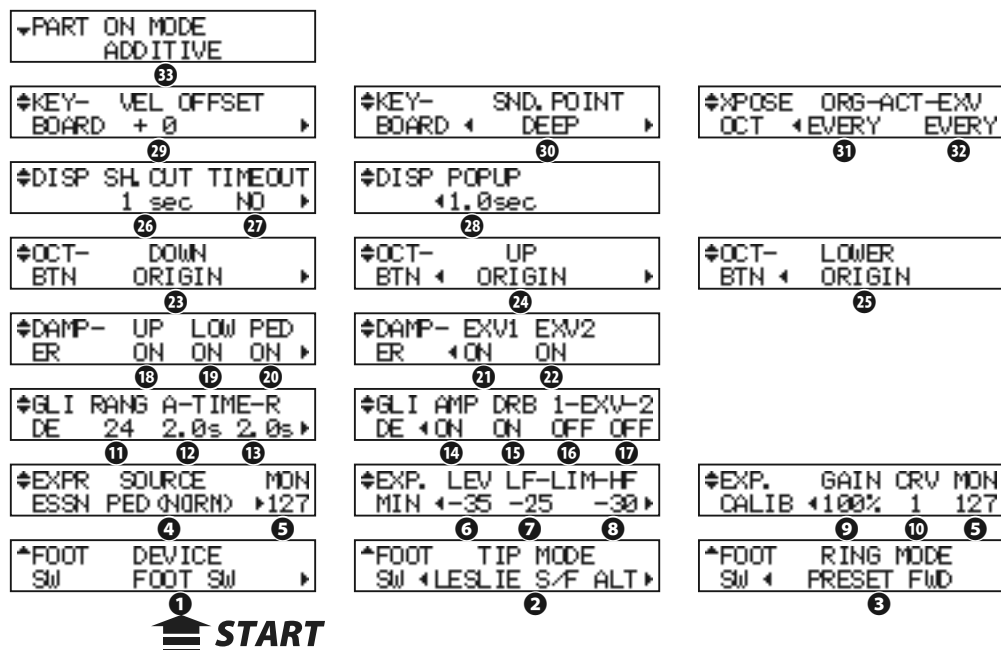 PART ON MODE
ADDITIVE
33
KEY- VEL OFFSET
BOARD + 0
29
KEY- SND. POINT
BOARD DEEP
30
XPOSE ORG-ACT-EXV
OCT EVERY EVERY
31 32
DISP SH. CUT TIMEOUT
1 sec NO
26 27
DISP POPUP
1.0sec
28
OCT- DOWN
BTN ORIGIN
23
OCT- UP
BTN ORIGIN
24
OCT- LOWER
BTN ORIGIN
25
DAMP- UP LOW PED
ER ON ON ON
18 19 20
DAMP- EXV1 EXV2
ER ON ON
21 22
GLI RANG A-TIME-R
DE 24 2.0s 2.0s
11 12 13
GLI AMP DRB 1-EXV-2
DE ON ON OFF OFF
14 15 16 17
EXPR SOURCE MON
ESSN PED(NORM) 127
4 5
EXP. LEV LF-LIM-HF
MIN -35 -25 -30
6 7 8
EXP. GAIN CRV MON
CALIB 100% 1 127
9 10 5
FOOT DEVICE
SW FOOT SW
1
FOOT TIP MODE
SW LESLIE S/F ALT
2
FOOT RING MODE
SW PRESET FWD
3
START